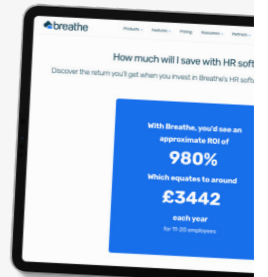 breathe Products Features Pricing Resources Partners
How much will I save with HR soft
Discover the return you'll get when you invest in Breathe's HR soft
With Breathe, you'd see an
approximate ROI of
980%
Which equates to around
£3442
each year
for 11-20 employees